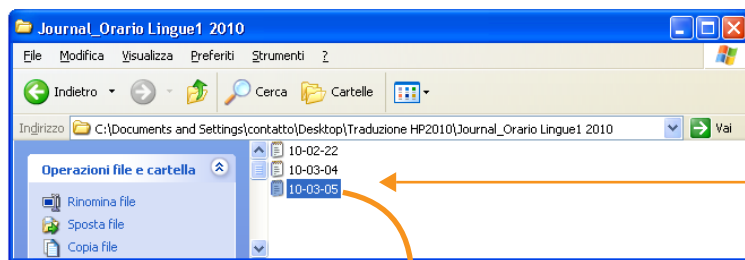 Journal_Orario Lingue1 2010
File Modifica Visualizza Preferiti Strumenti ?
Indietro Cerca Cartelle
Indirizzo C:\Documents and Settings\contatto\Desktop\Traduzione HP2010\Journal_Orario Lingue1 2010 Vai
Operazioni file e cartella
Rinomina file
Sposta file
Copia file
10-02-22
10-03-04
10-03-05